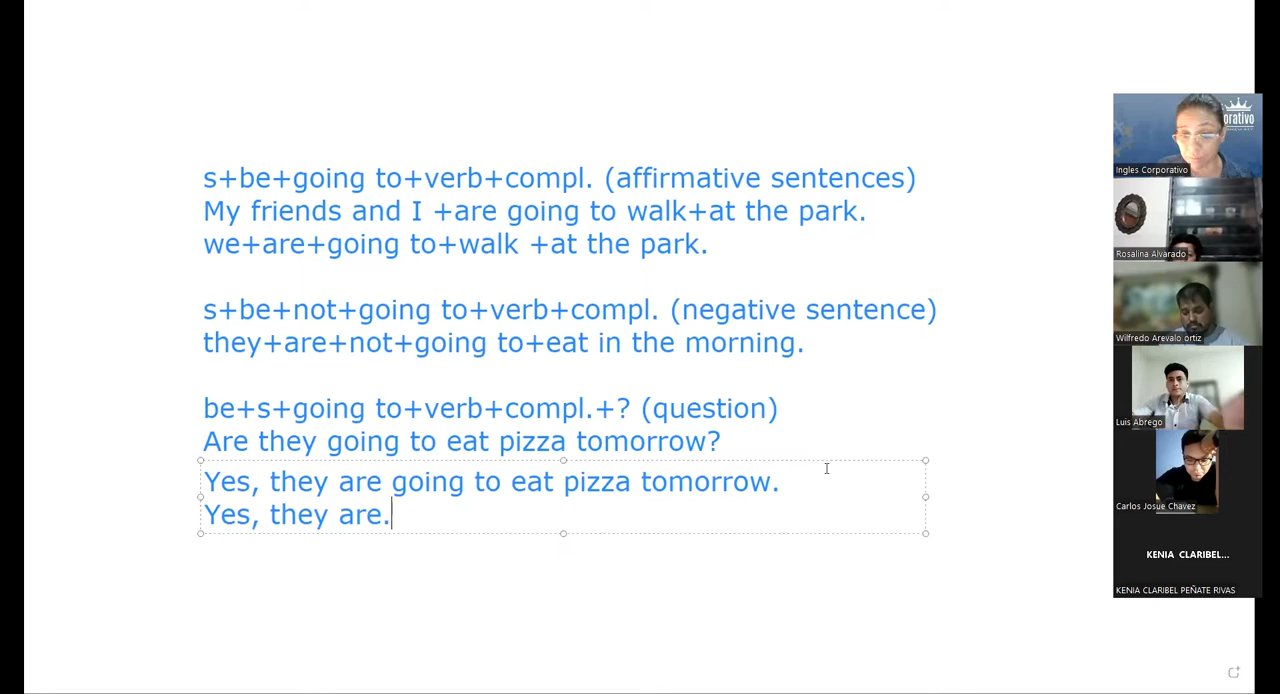 s+be+going to+verb+compl. (affirmative sentences)
My friends and I +are going to walk+at the park.
we+are+going to+walk +at the park.
s+be+not+going to+verb+compl. (negative sentence)
they+are+not+going to+eat in the morning.
be+s+going to+verb+compl.+? (question)
Are they going to eat pizza tomorrow?
Yes, they are going to eat pizza tomorrow.
Yes, they are.
orativo
Ingles Corporativo
Rosalina Alvarado
Wilfredo Arevalo ortiz
Luis Abrego
Carlos Josue Chavez
KENIA CLARIBEL...
KENIA CLARIBEL PEÑATE RIVAS